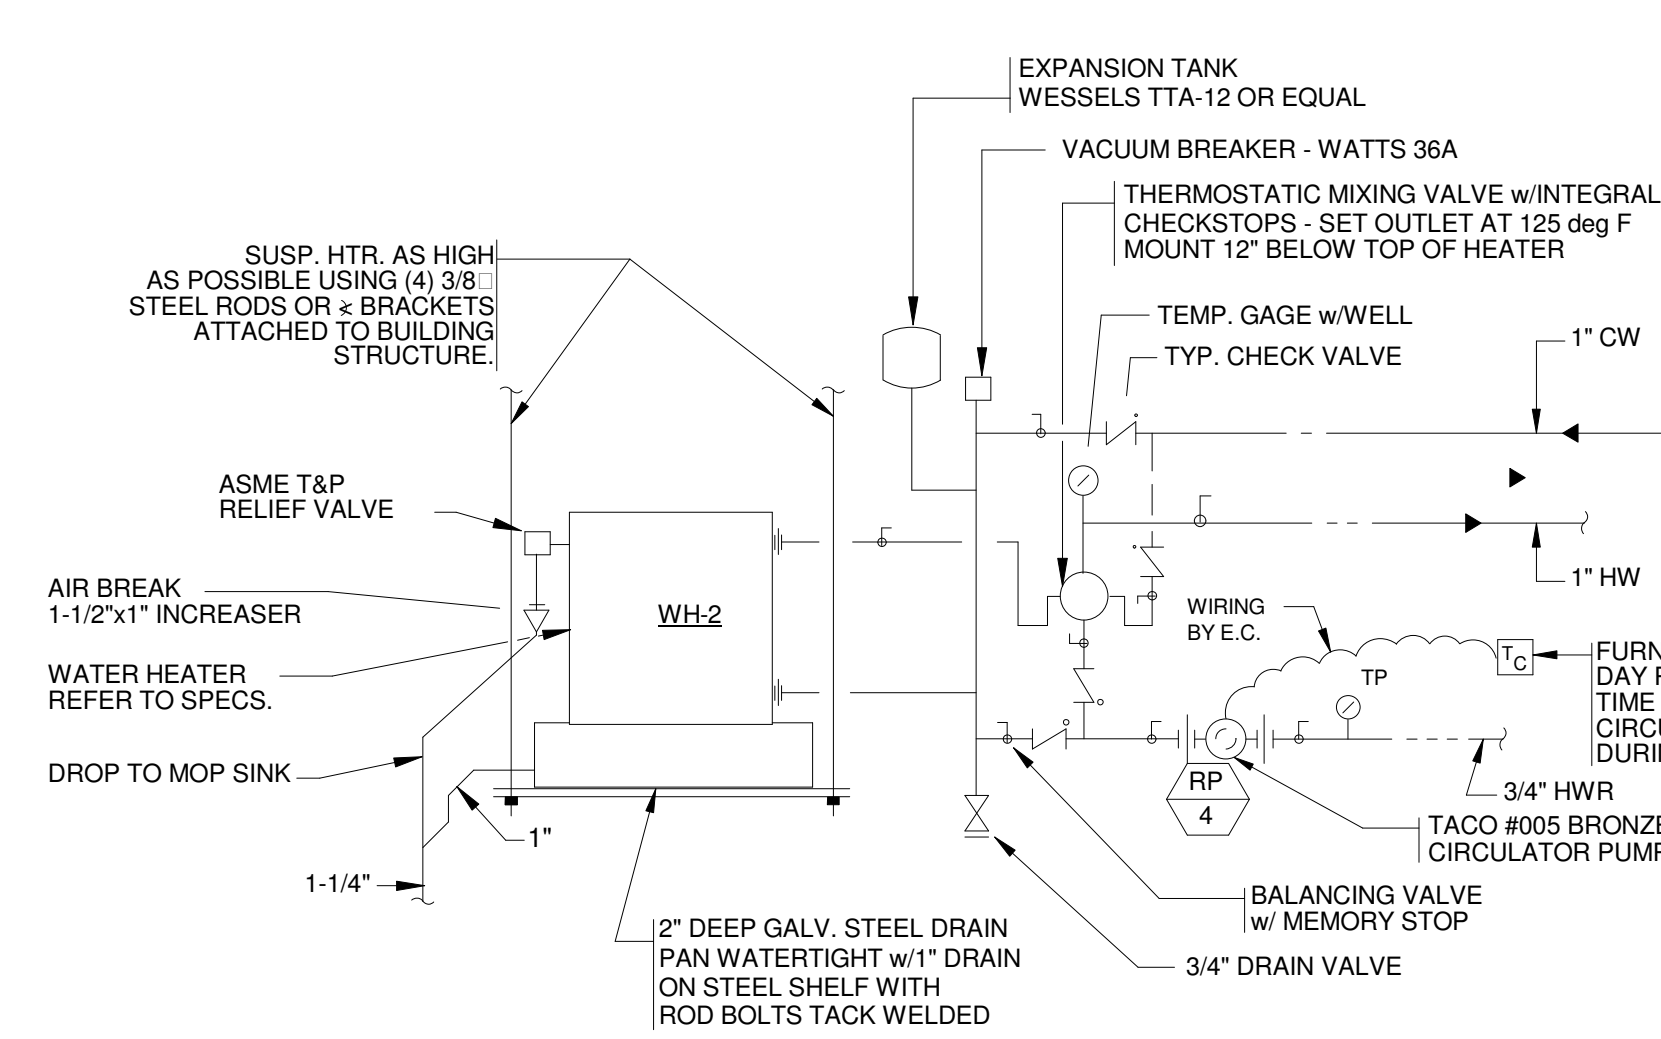 EXPANSION TANK
WESSELS TTA-12 OR EQUAL
VACUUM BREAKER - WATTS 36A
THERMOSTATIC MIXING VALVE w/INTEGRAL
CHECKSTOPS - SET OUTLET AT 125 deg F
MOUNT 12" BELOW TOP OF HEATER
SUSP. HTR. AS HIGH
AS POSSIBLE USING (4) 3/8□
STEEL RODS OR BRACKETS
ATTACHED TO BUILDING
STRUCTURE.
TEMP. GAGE w/WELL
TYP. CHECK VALVE
1" CW
ASME T&P
RELIEF VALVE
AIR BREAK
1-1/2"x1" INCREASER
WH-2
1" HW
WIRING
BY E.C.
WATER HEATER
REFER TO SPECS.
TP
TC
FURN
DAY
TIME
CIRCU
DURI
DROP TO MOP SINK
RP
4
3/4" HWR
1"
TACO #005 BRONZE
CIRCULATOR PUMP
1-1/4"
BALANCING VALVE
w/ MEMORY STOP
2" DEEP GALV. STEEL DRAIN
PAN WATERTIGHT w/1" DRAIN
ON STEEL SHELF WITH
ROD BOLTS TACK WELDED
3/4" DRAIN VALVE